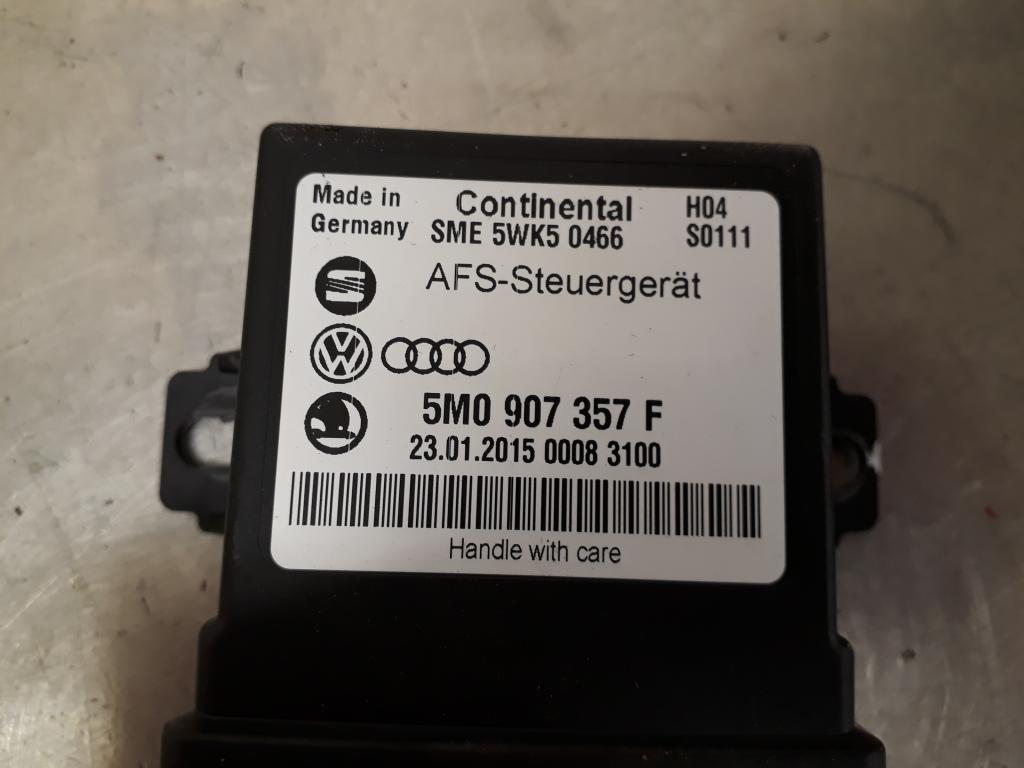 Made in Continental H04
Germany SME 5WK5 0466 S0111
AFS-Steuergerät
5M0 907 357 F
23.01.2015 0008 3100
Handle with care